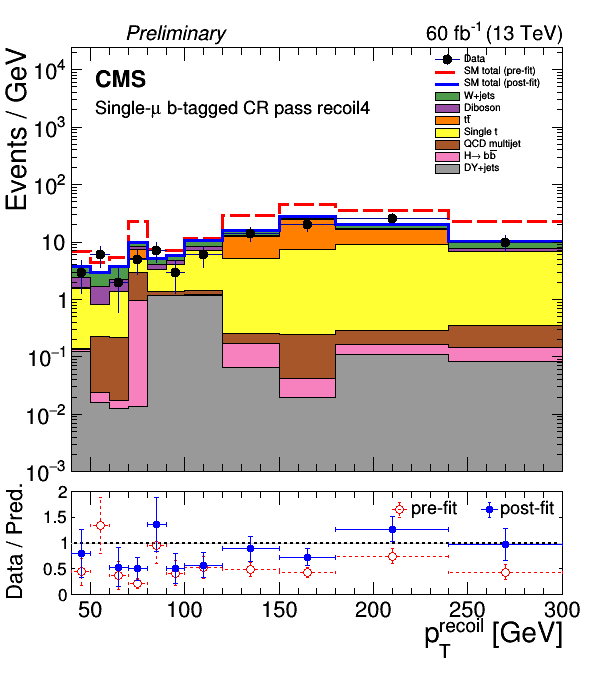 Preliminary 60 fb⁻¹ (13 TeV)
CMS
Single-μ b-tagged CR pass recoil4
Data
SM total (pre-fit)
SM total (post-fit)
W+jets
Diboson
tt̄
Single t
QCD multijet
H→ bb̄
DY+jets
Events / GeV
10⁴
10³
10²
10
1
10⁻¹
10⁻²
10⁻³
pre-fit post-fit
Data / Pred.
2
1.5
1
0.5
0
50 100 150 200 250 300
p_T^recoil [GeV]